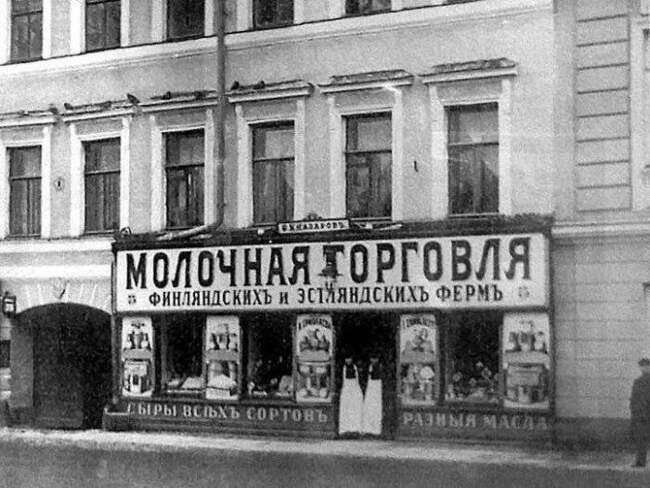 НАЗАРОВЪ
МОЛОЧНАЯ ТОРГОВЛЯ
ФИНЛЯНДСКИХЪ И ЭСТЛЯНДСКИХЪ ФЕРМЪ
СЫРЫ ВСѢХЪ СОРТОВЪ
РАЗНЫЯ МАСЛА